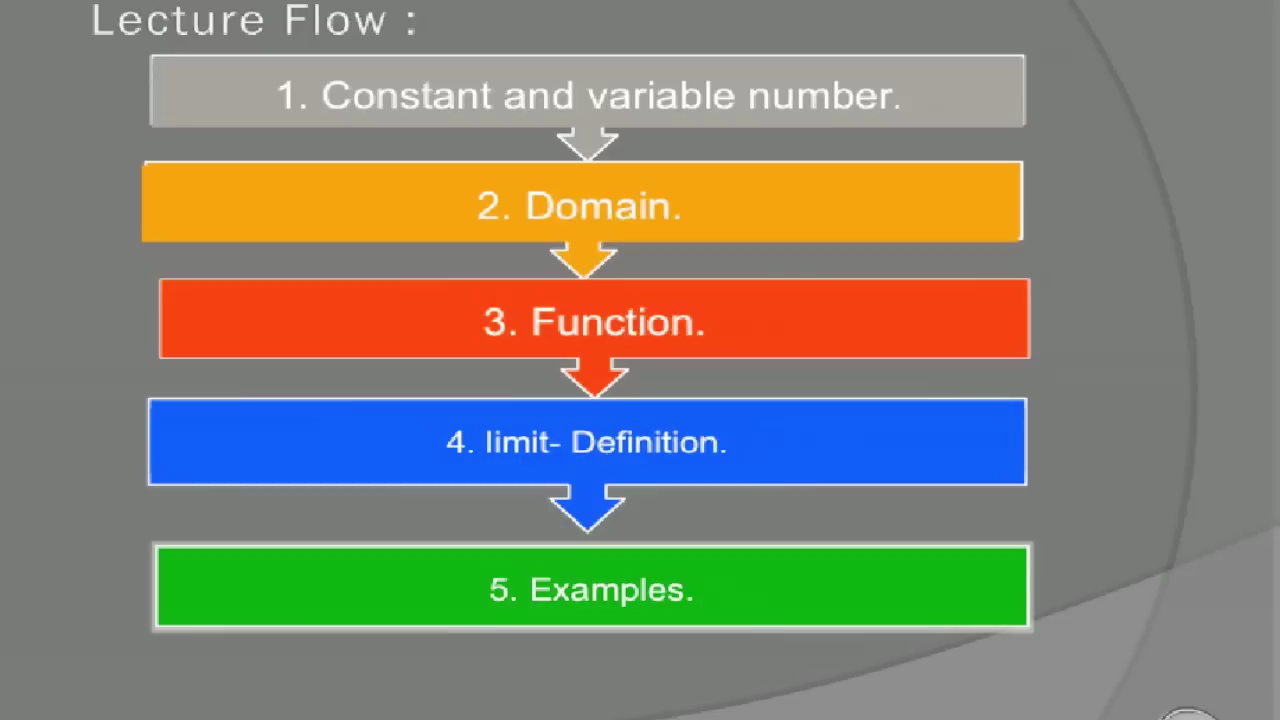 Lecture Flow :
1. Constant and variable number.
2. Domain.
3. Function.
4. limit- Definition.
5. Examples.